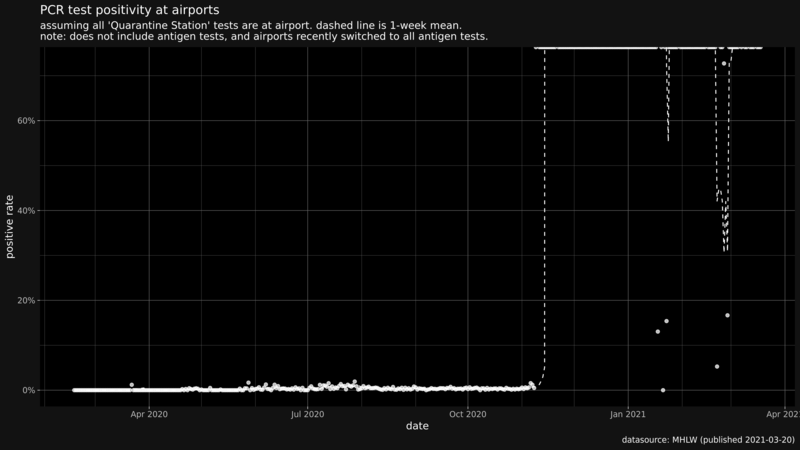 PCR test positivity at airports
assuming all 'Quarantine Station' tests are at airport. dashed line is 1-week mean.
note: does not include antigen tests, and airports recently switched to all antigen tests.
60%
40%
20%
0%
positive rate
Apr 2020
Jul 2020
Oct 2020
Jan 2021
Apr 202
date
datasource: MHLW (published 2021-03-20)